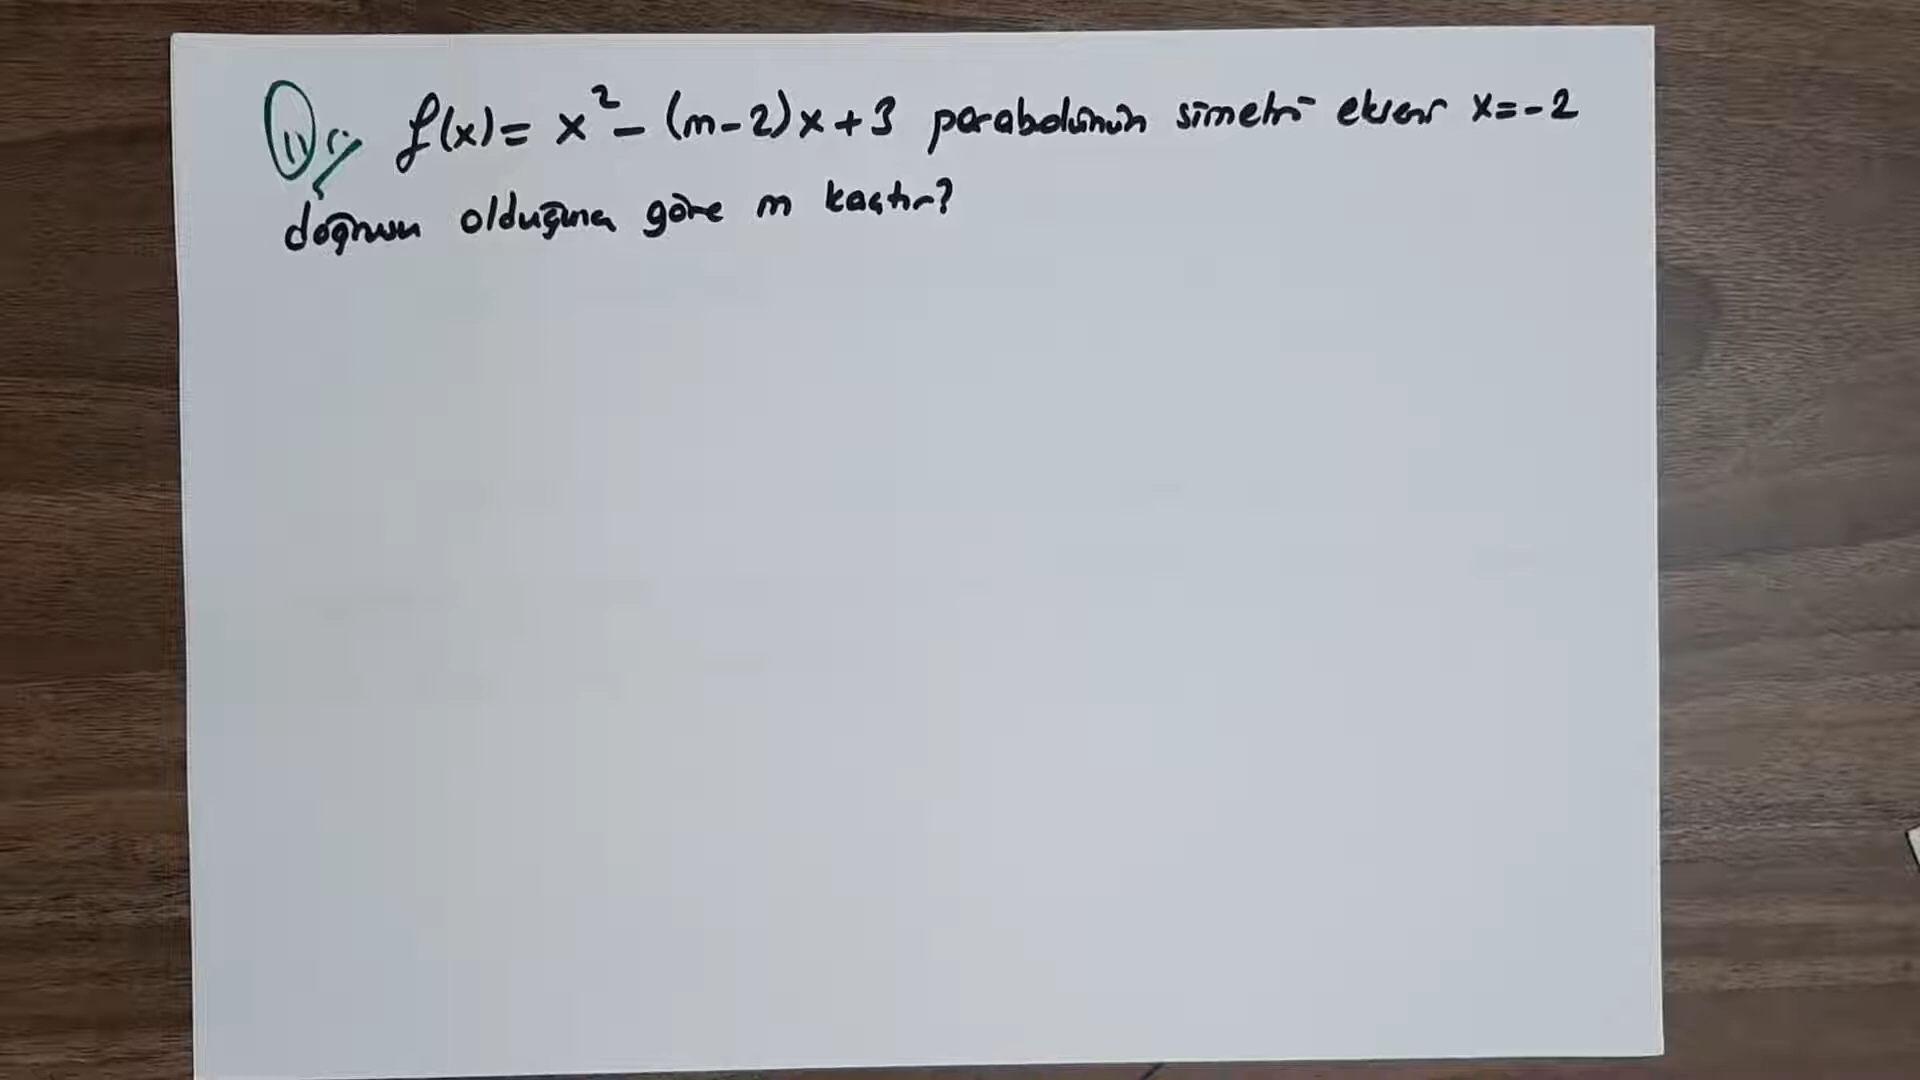 11) f(x) = x² - (m-2)x + 3 parabolünün simetri ekseni x = -2
doğrusu olduğuna göre m kaçtır?